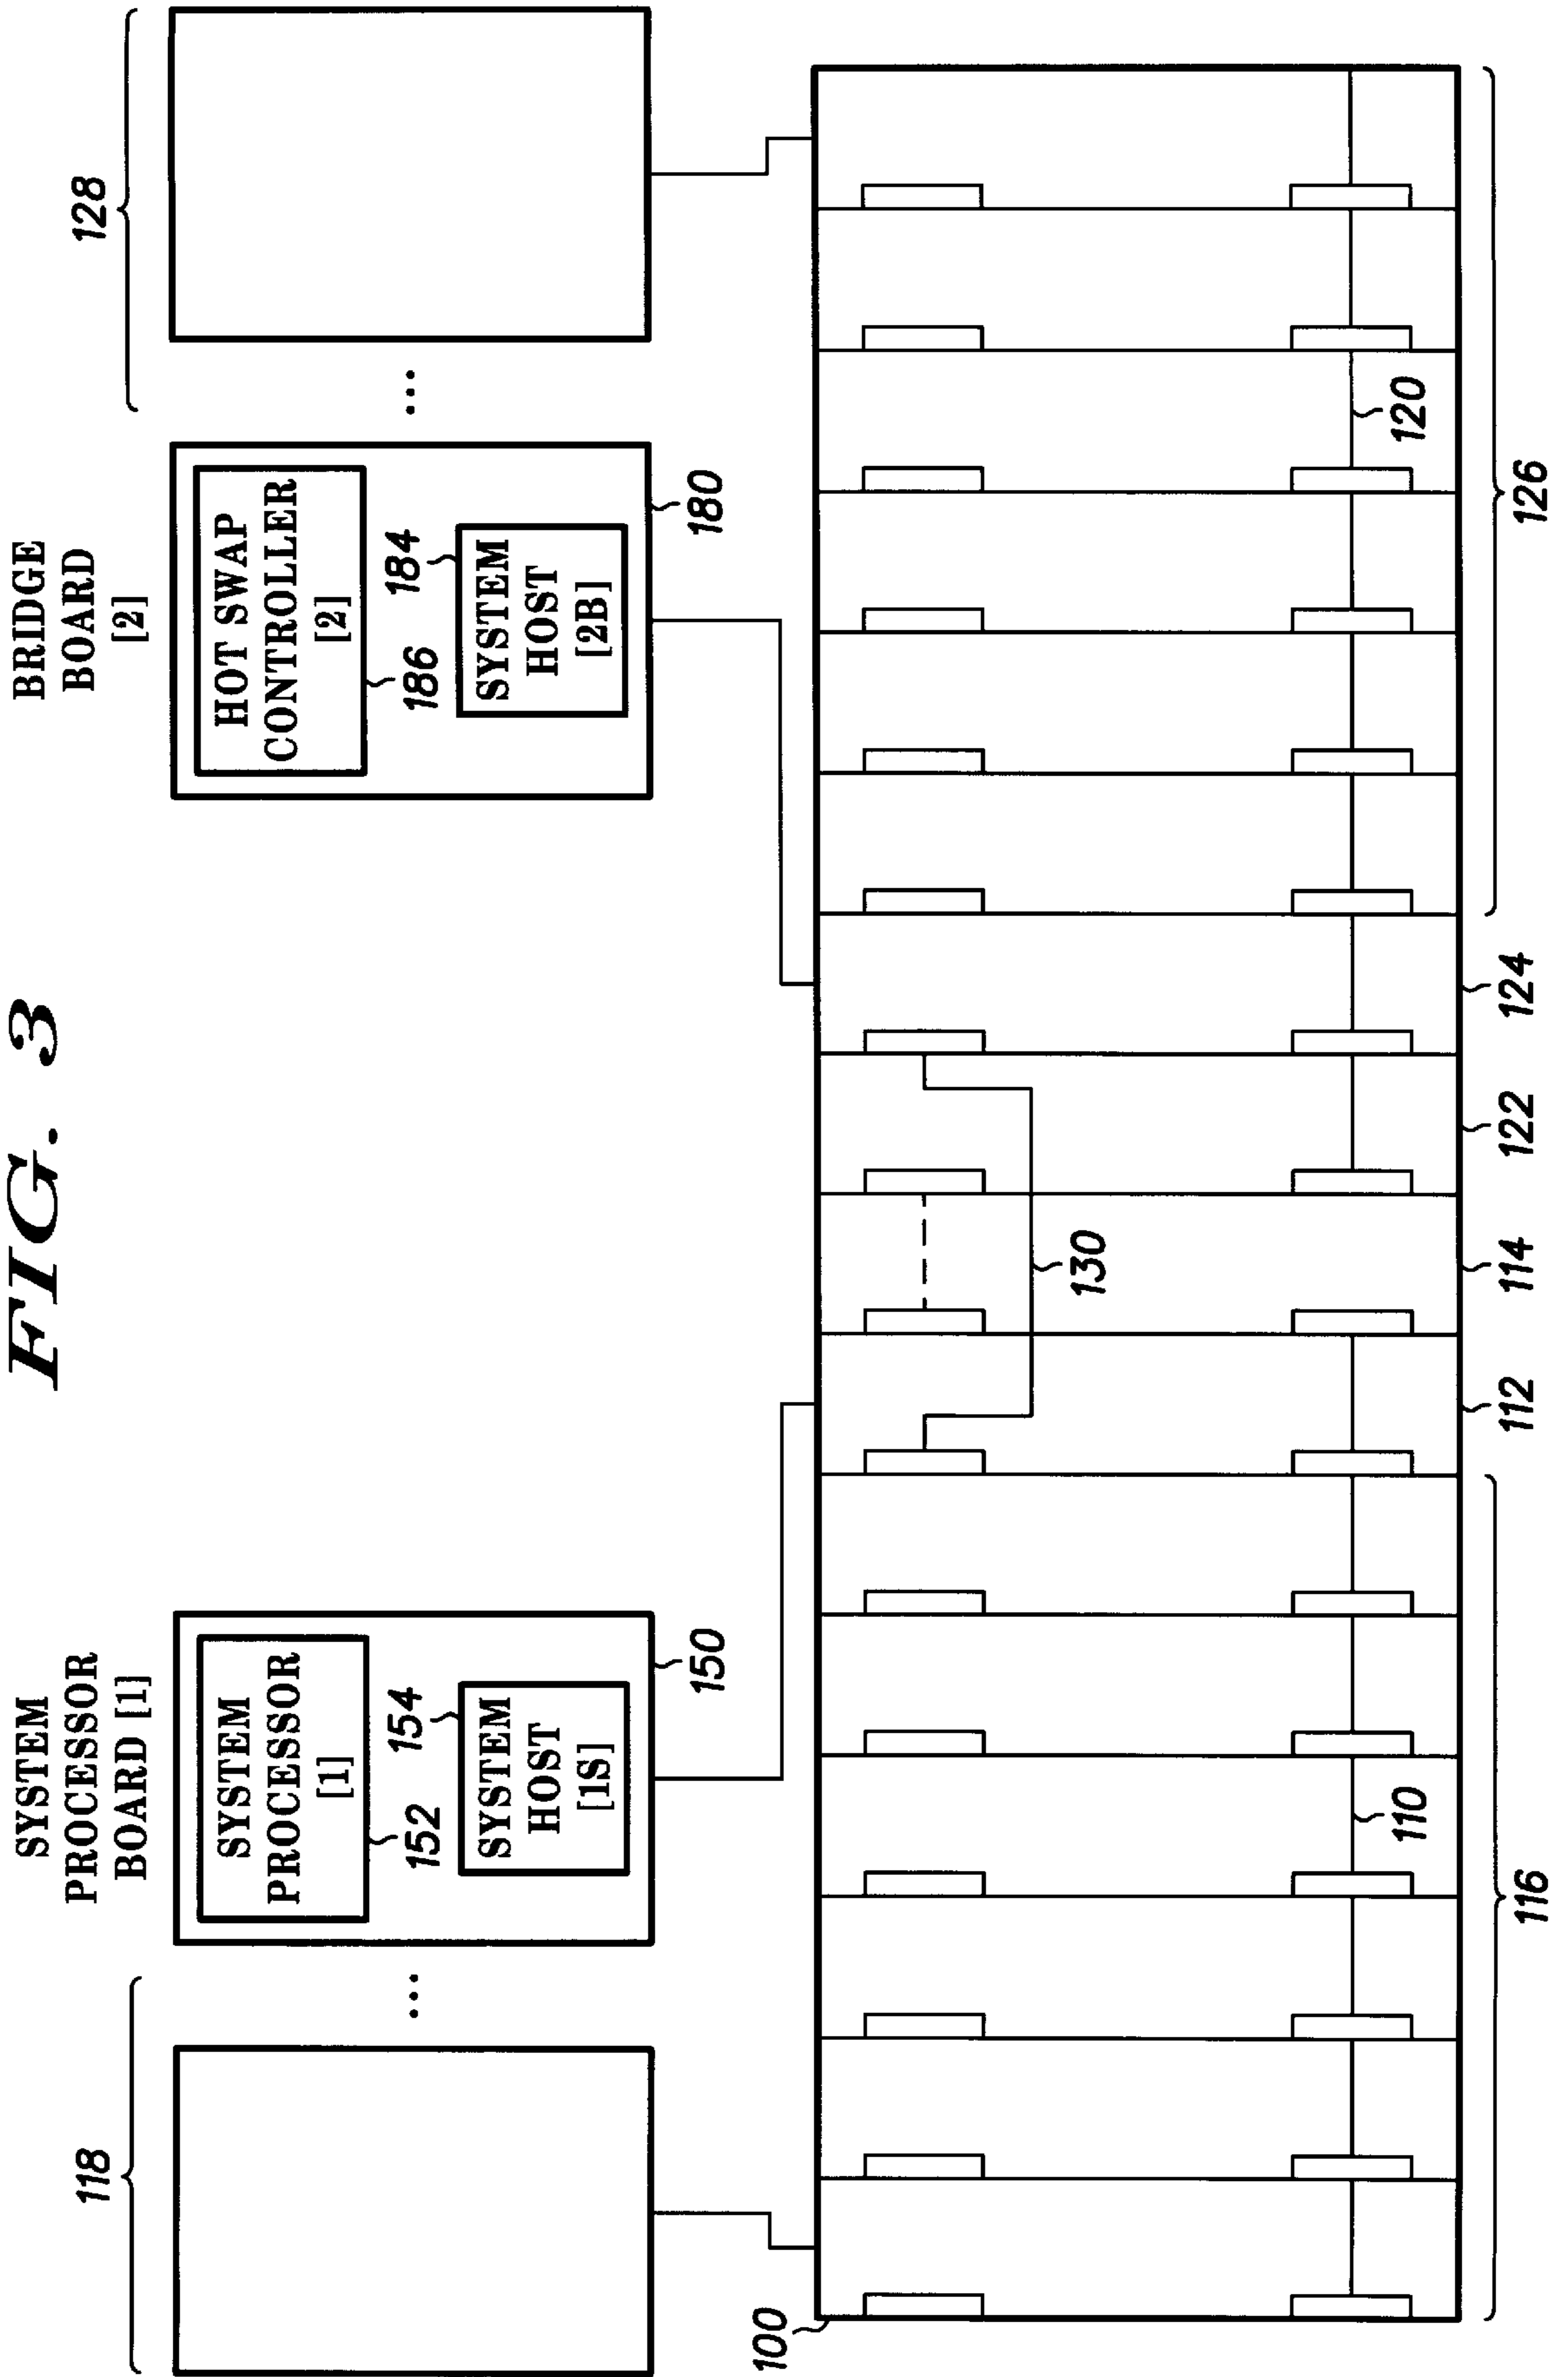 FIG. 3
118
SYSTEM
PROCESSOR
BOARD [1]
SYSTEM
PROCESSOR
[1]
152
154
SYSTEM
HOST
[1S]
150
...
BRIDGE
BOARD
[2]
HOT SWAP
CONTROLLER
[2]
186
184
SYSTEM
HOST
[2B]
180
...
128
100
130
110
120
116
112
114
122
124
126